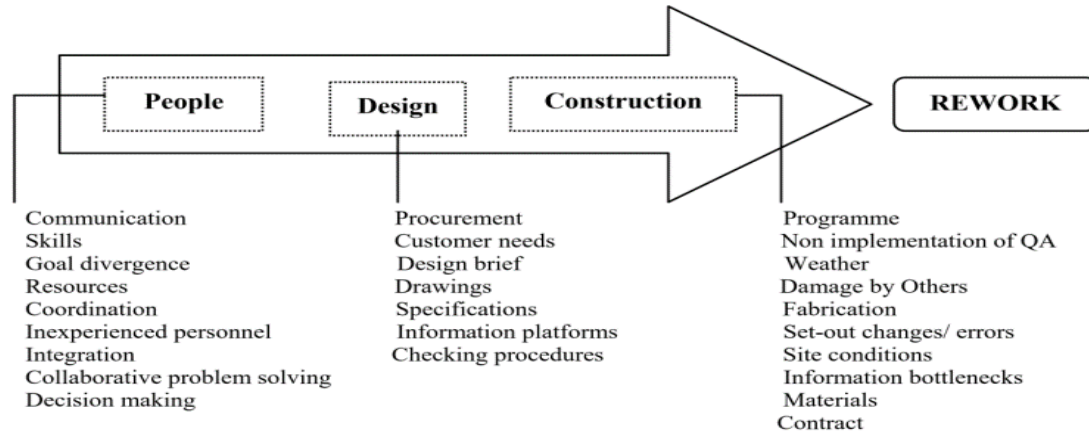 People
Design
Construction
REWORK
Communication
Skills
Goal divergence
Resources
Coordination
Inexperienced personnel
Integration
Collaborative problem solving
Decision making
Procurement
Customer needs
Design brief
Drawings
Specifications
Information platforms
Checking procedures
Programme
Non implementation of QA
Weather
Damage by Others
Fabrication
Set-out changes/ errors
Site conditions
Information bottlenecks
Materials
Contract